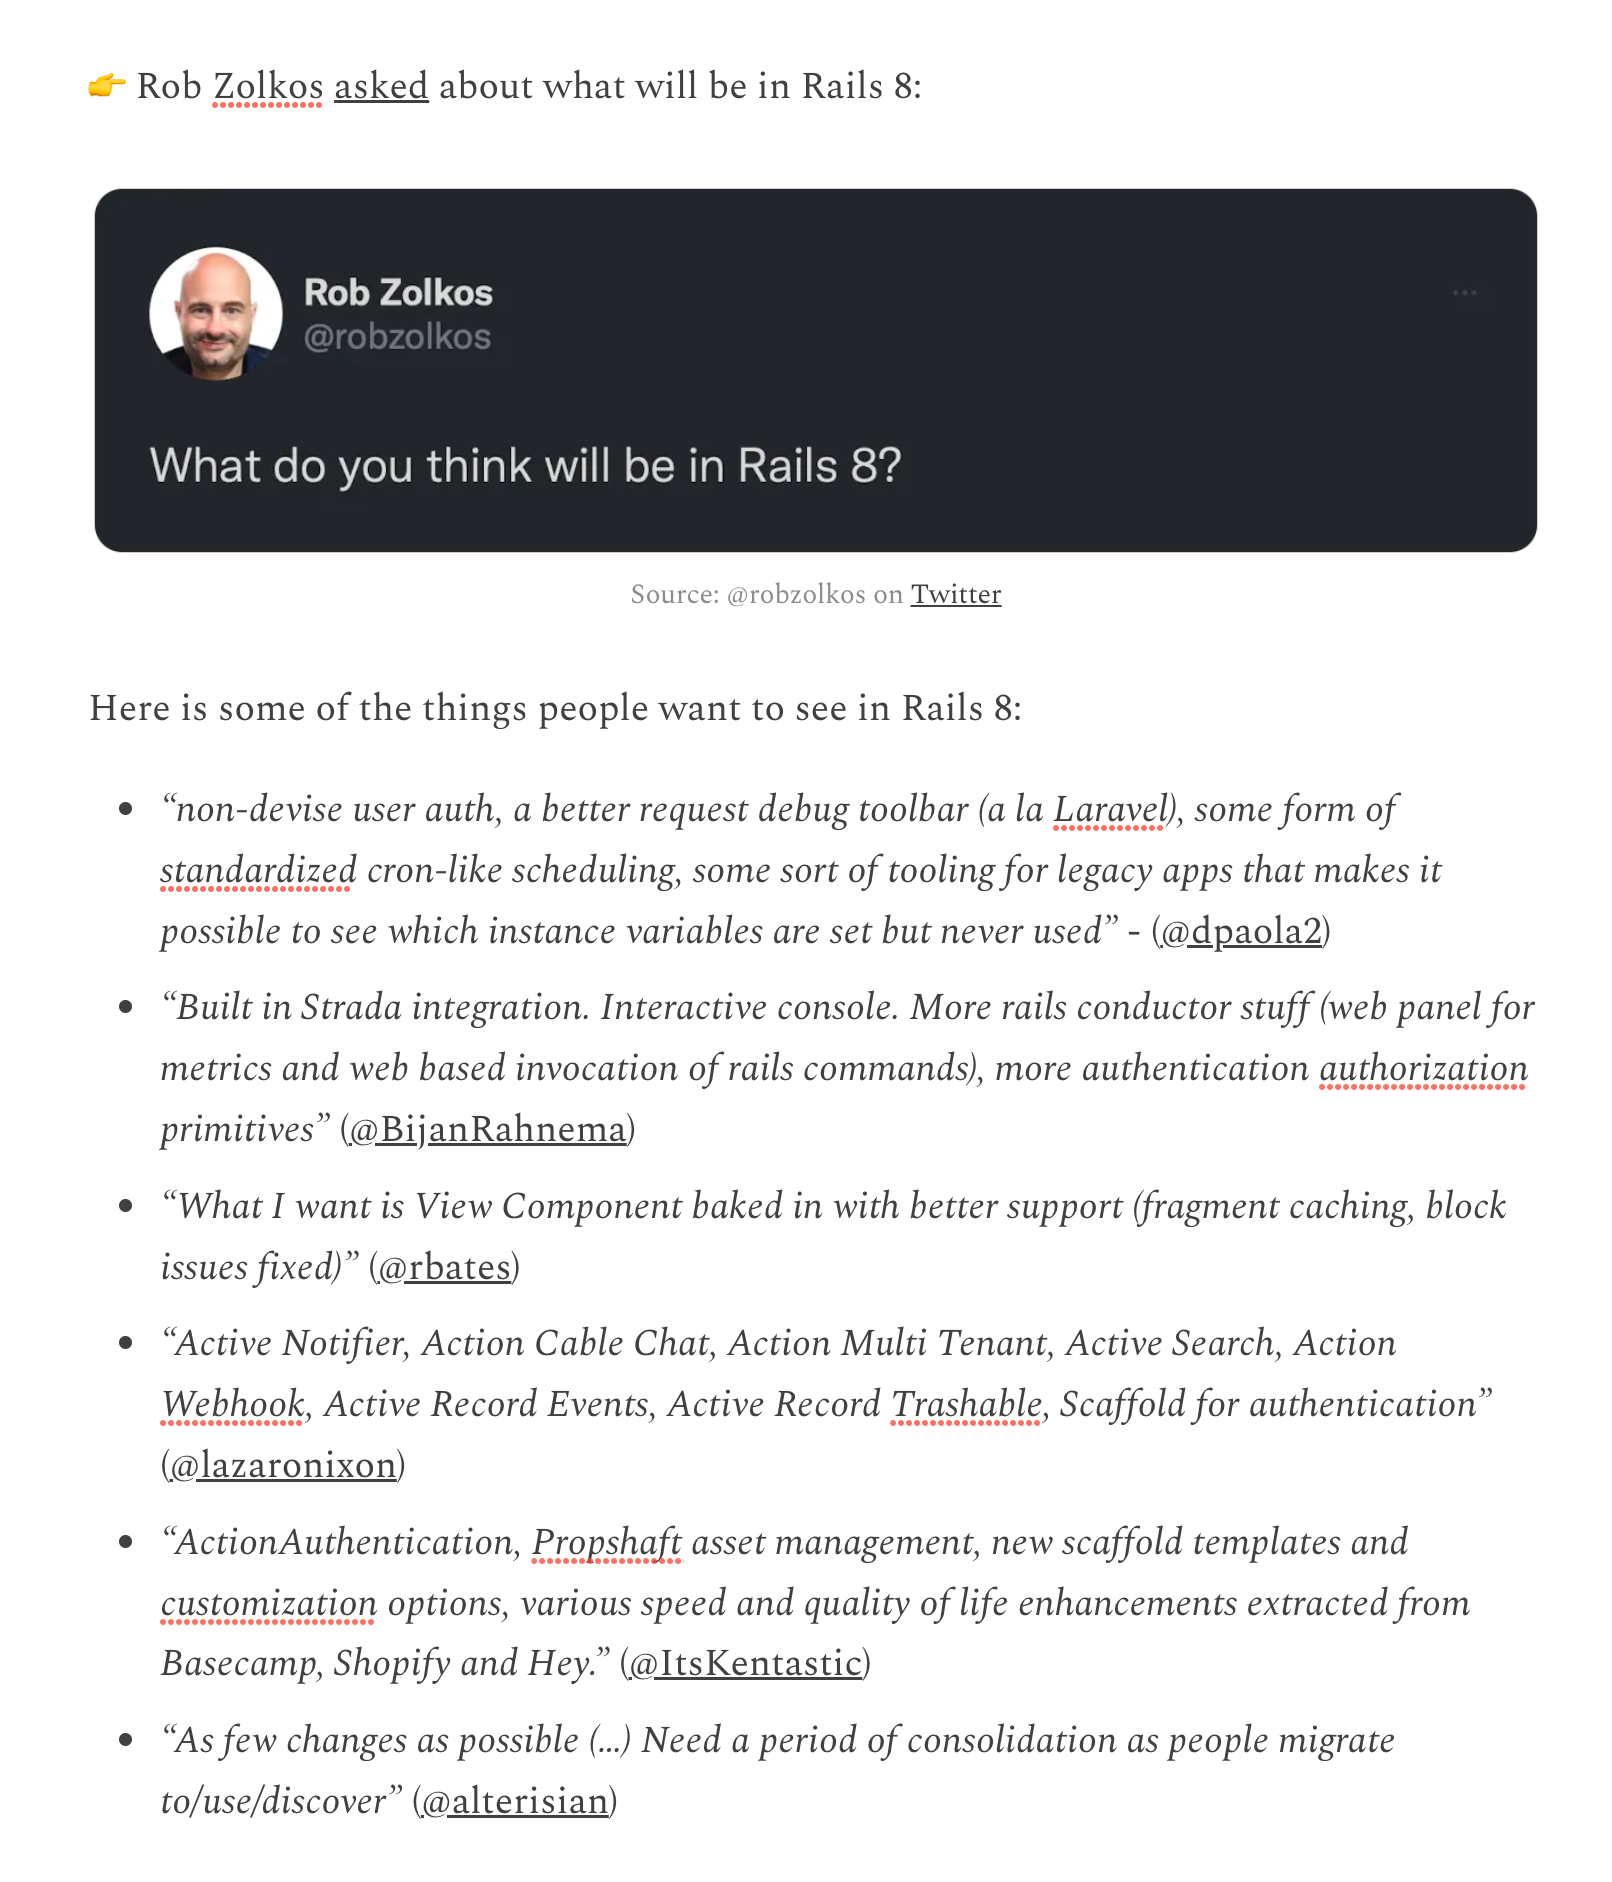 👉 Rob Zolkos asked about what will be in Rails 8:
Rob Zolkos
@robzolkos
...
What do you think will be in Rails 8?
Source: @robzolkos on Twitter
Here is some of the things people want to see in Rails 8:
• “non-devise user auth, a better request debug toolbar (a la Laravel), some form of
standardized cron-like scheduling, some sort of tooling for legacy apps that makes it
possible to see which instance variables are set but never used” - (@dpaola2)
• “Built in Strada integration. Interactive console. More rails conductor stuff (web panel for
metrics and web based invocation of rails commands), more authentication authorization
primitives” (@BijanRahnema)
• “What I want is View Component baked in with better support (fragment caching, block
issues fixed)” (@rbates)
• “Active Notifier, Action Cable Chat, Action Multi Tenant, Active Search, Action
Webhook, Active Record Events, Active Record Trashable, Scaffold for authentication”
(@lazaronixon)
• “ActionAuthentication, Propshaft asset management, new scaffold templates and
customization options, various speed and quality of life enhancements extracted from
Basecamp, Shopify and Hey.” (@ItsKentastic)
• “As few changes as possible (...) Need a period of consolidation as people migrate
to/use/discover” (@alterisian)